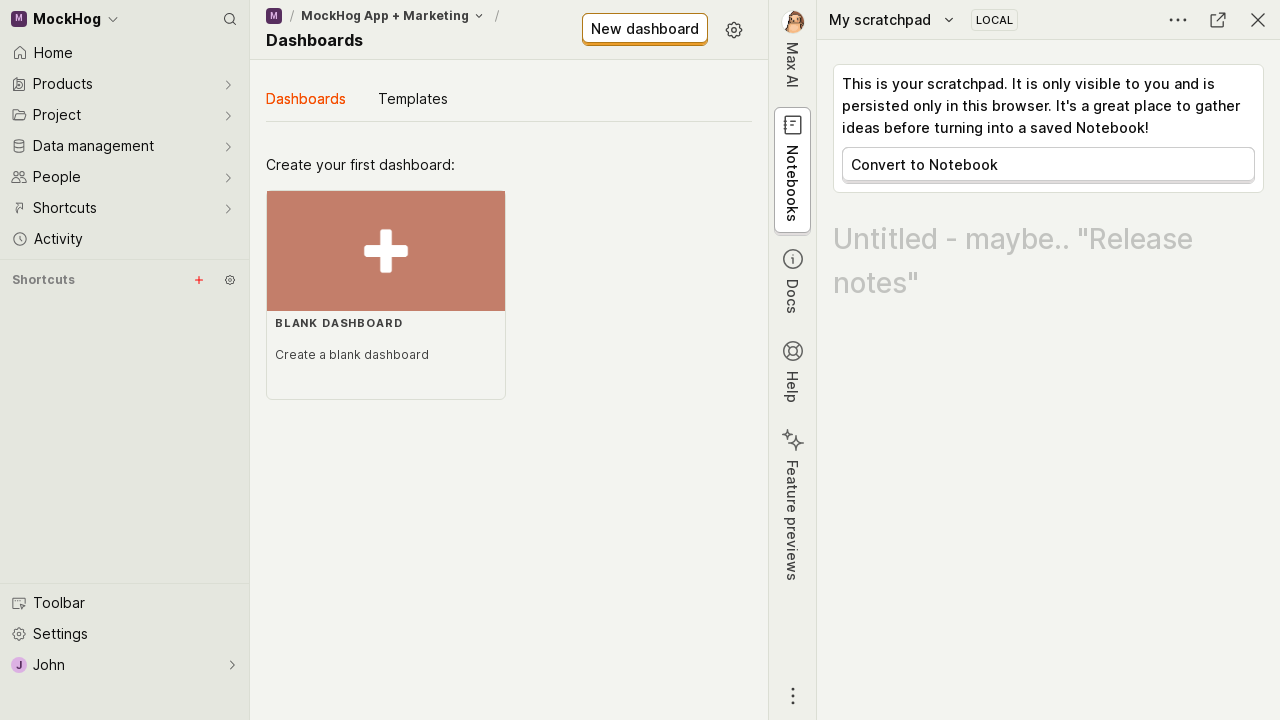 M MockHog
Home
Products
Project
Data management
People
Shortcuts
Activity
Shortcuts
Toolbar
Settings
J John
M / MockHog App + Marketing /
Dashboards
New dashboard
Dashboards
Templates
Create your first dashboard:
BLANK DASHBOARD
Create a blank dashboard
Max AI
Notebooks
Docs
Help
Feature previews
My scratchpad
LOCAL
This is your scratchpad. It is only visible to you and is
persisted only in this browser. It's a great place to gather
ideas before turning into a saved Notebook!
Convert to Notebook
Untitled - maybe.. "Release
notes"